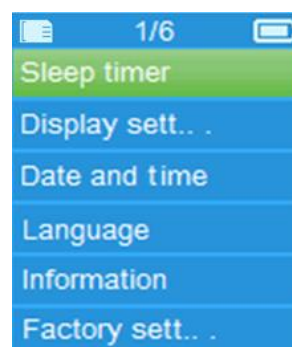 1/6
Sleep timer
Display sett.. .
Date and time
Language
Information
Factory sett.. .